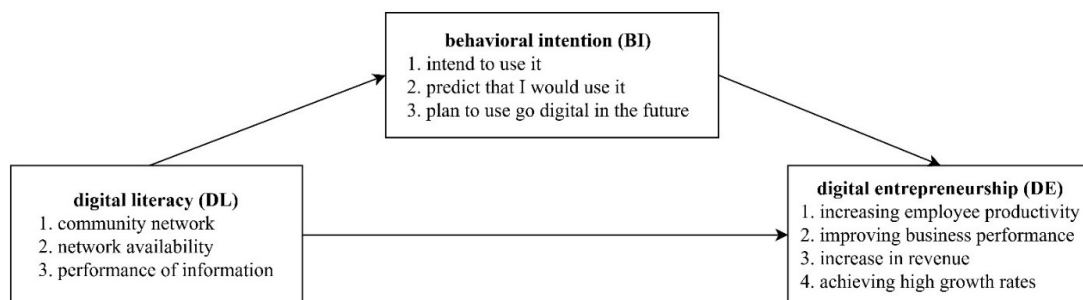 behavioral intention (BI)
1. intend to use it
2. predict that I would use it
3. plan to use go digital in the future
digital literacy (DL)
1. community network
2. network availability
3. performance of information
digital entrepreneurship (DE)
1. increasing employee productivity
2. improving business performance
3. increase in revenue
4. achieving high growth rates